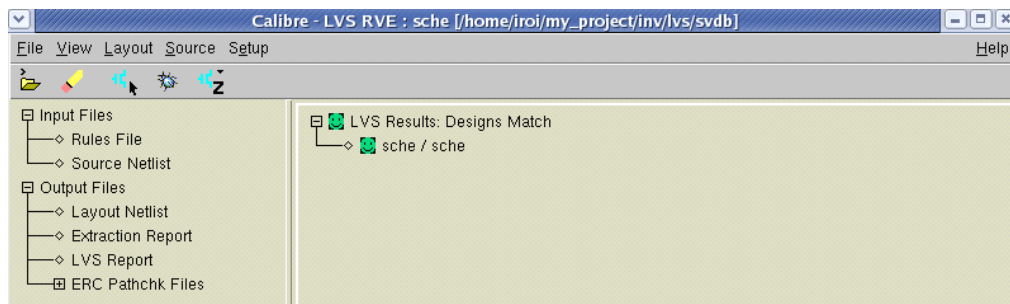 Calibre - LVS RVE : sche [/home/iroi/my_project/inv/lvs/svdb]
File View Layout Source Setup Help
Input Files
Rules File
Source Netlist
Output Files
Layout Netlist
Extraction Report
LVS Report
ERC Pathchk Files
LVS Results: Designs Match
sche / sche